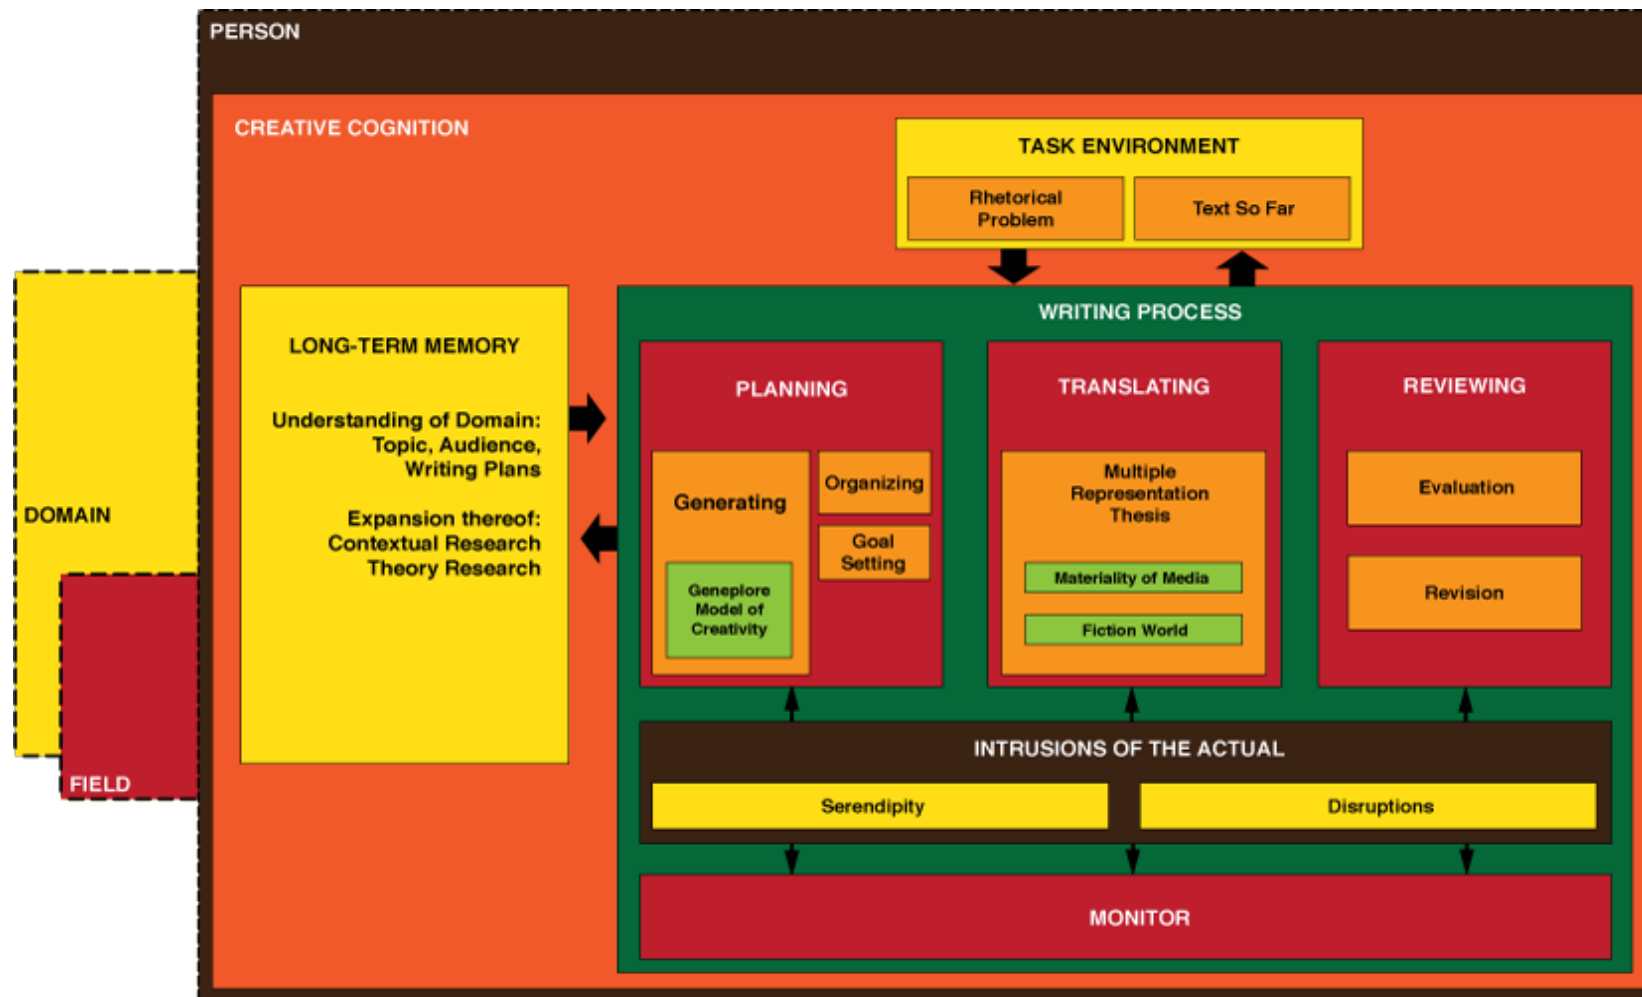 PERSON
CREATIVE COGNITION
TASK ENVIRONMENT
Rhetorical
Problem
Text So Far
WRITING PROCESS
LONG-TERM MEMORY
Understanding of Domain:
Topic, Audience,
Writing Plans
Expansion thereof:
Contextual Research
Theory Research
DOMAIN
FIELD
PLANNING
Generating
Geneplore
Model of
Creativity
Organizing
Goal
Setting
TRANSLATING
Multiple
Representation
Thesis
Materiality of Media
Fiction World
REVIEWING
Evaluation
Revision
INTRUSIONS OF THE ACTUAL
Serendipity
Disruptions
MONITOR